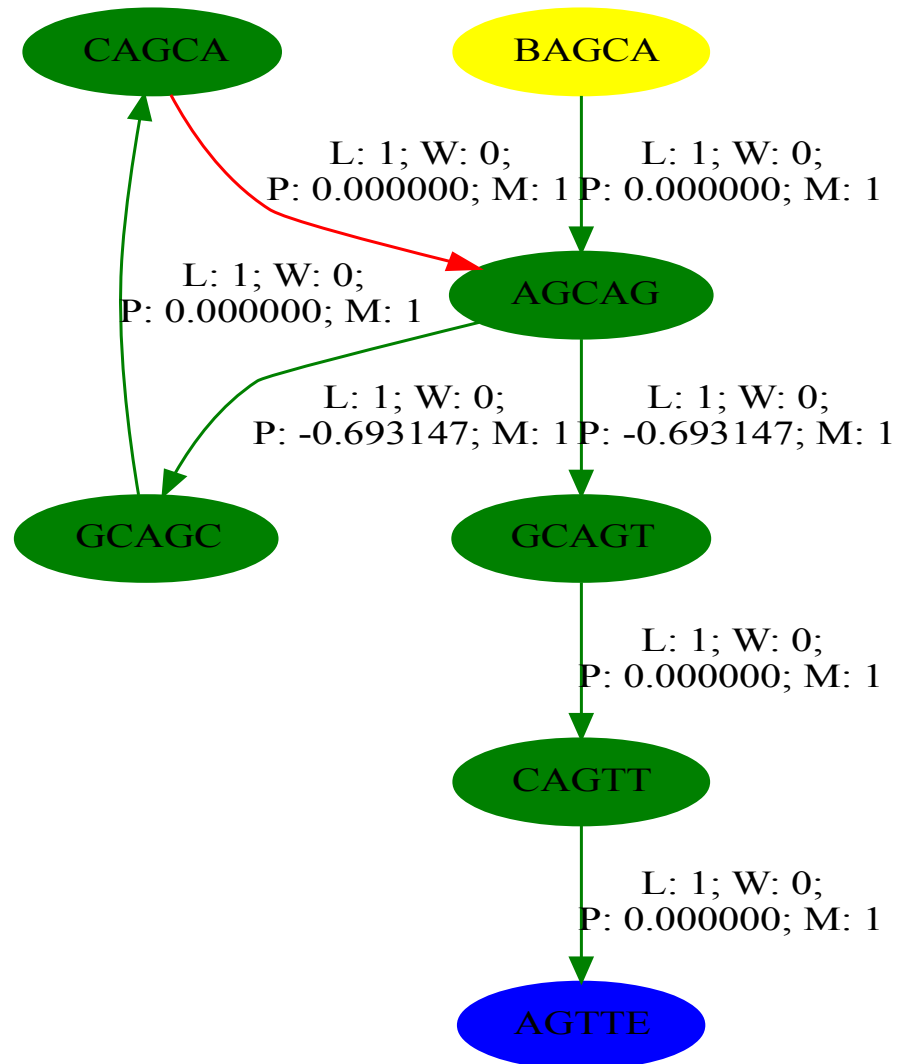 CAGCA
BAGCA
L: 1; W: 0;
P: 0.000000; M: 1
L: 1; W: 0;
P: 0.000000; M: 1
L: 1; W: 0;
P: 0.000000; M: 1
AGCAG
L: 1; W: 0;
P: -0.693147; M: 1
L: 1; W: 0;
P: -0.693147; M: 1
GCAGC
GCAGT
L: 1; W: 0;
P: 0.000000; M: 1
CAGTT
L: 1; W: 0;
P: 0.000000; M: 1
AGTTE